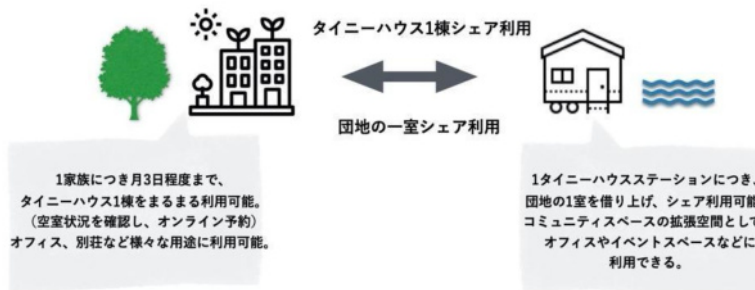 タイニーハウス1棟シェア利用
団地の一室シェア利用
1家族につき月3日程度まで、
タイニーハウス1棟をまるまる利用可能。
（空室状況を確認し、オンライン予約）
オフィス、別荘など様々な用途に利用可能。
1タイニーハウスステーションにつき、
団地の1室を借り上げ、シェア利用可能
コミュニティスペースの拡張空間として
オフィスやイベントスペースなどに
利用できる。